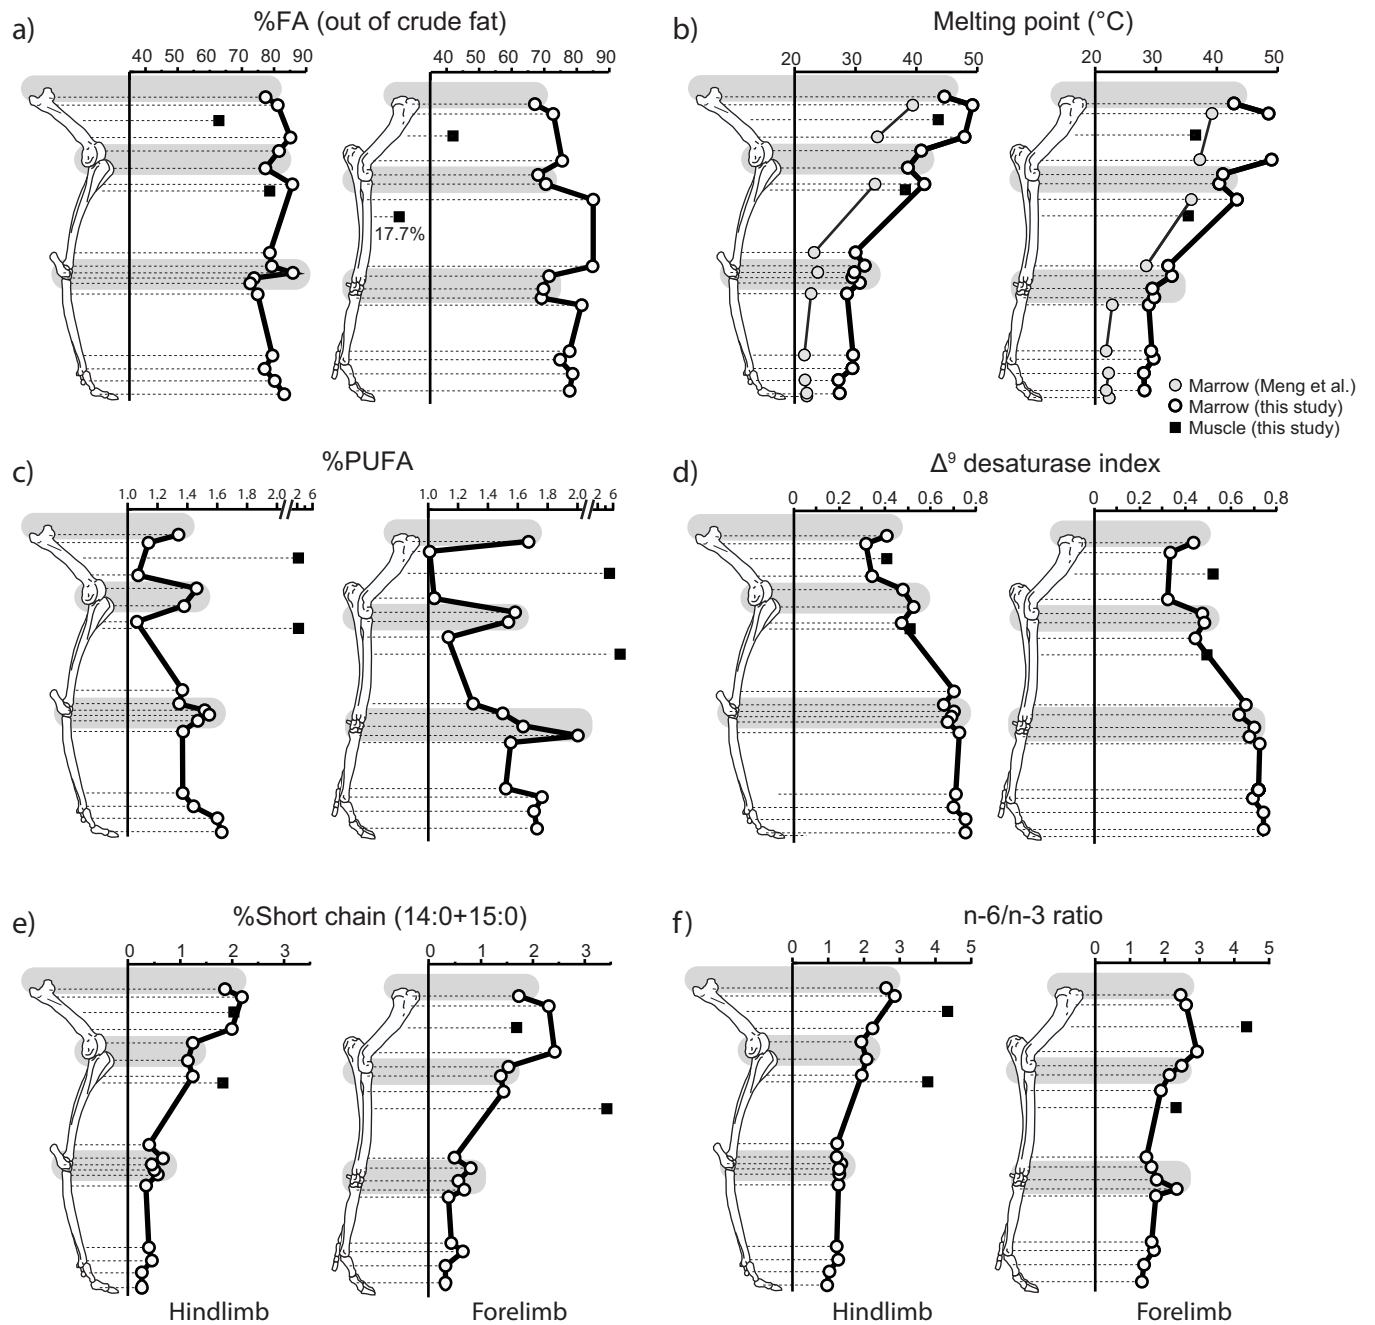 a)
%FA (out of crude fat)
40 50 60 70 80 90
40 50 60 70 80 90
17.7%
b)
Melting point (°C)
20 30 40 50
20 30 40 50
Marrow (Meng et al.)
Marrow (this study)
Muscle (this study)
c)
%PUFA
1.0 1.2 1.4 1.6 1.8 2.0 2 6
1.0 1.2 1.4 1.6 1.8 2.0 2 6
d)
Δ⁹ desaturase index
0 0.2 0.4 0.6 0.8
0 0.2 0.4 0.6 0.8
e)
%Short chain (14:0+15:0)
0 1 2 3
0 1 2 3
Hindlimb
Forelimb
f)
n-6/n-3 ratio
0 1 2 3 4 5
0 1 2 3 4 5
Hindlimb
Forelimb